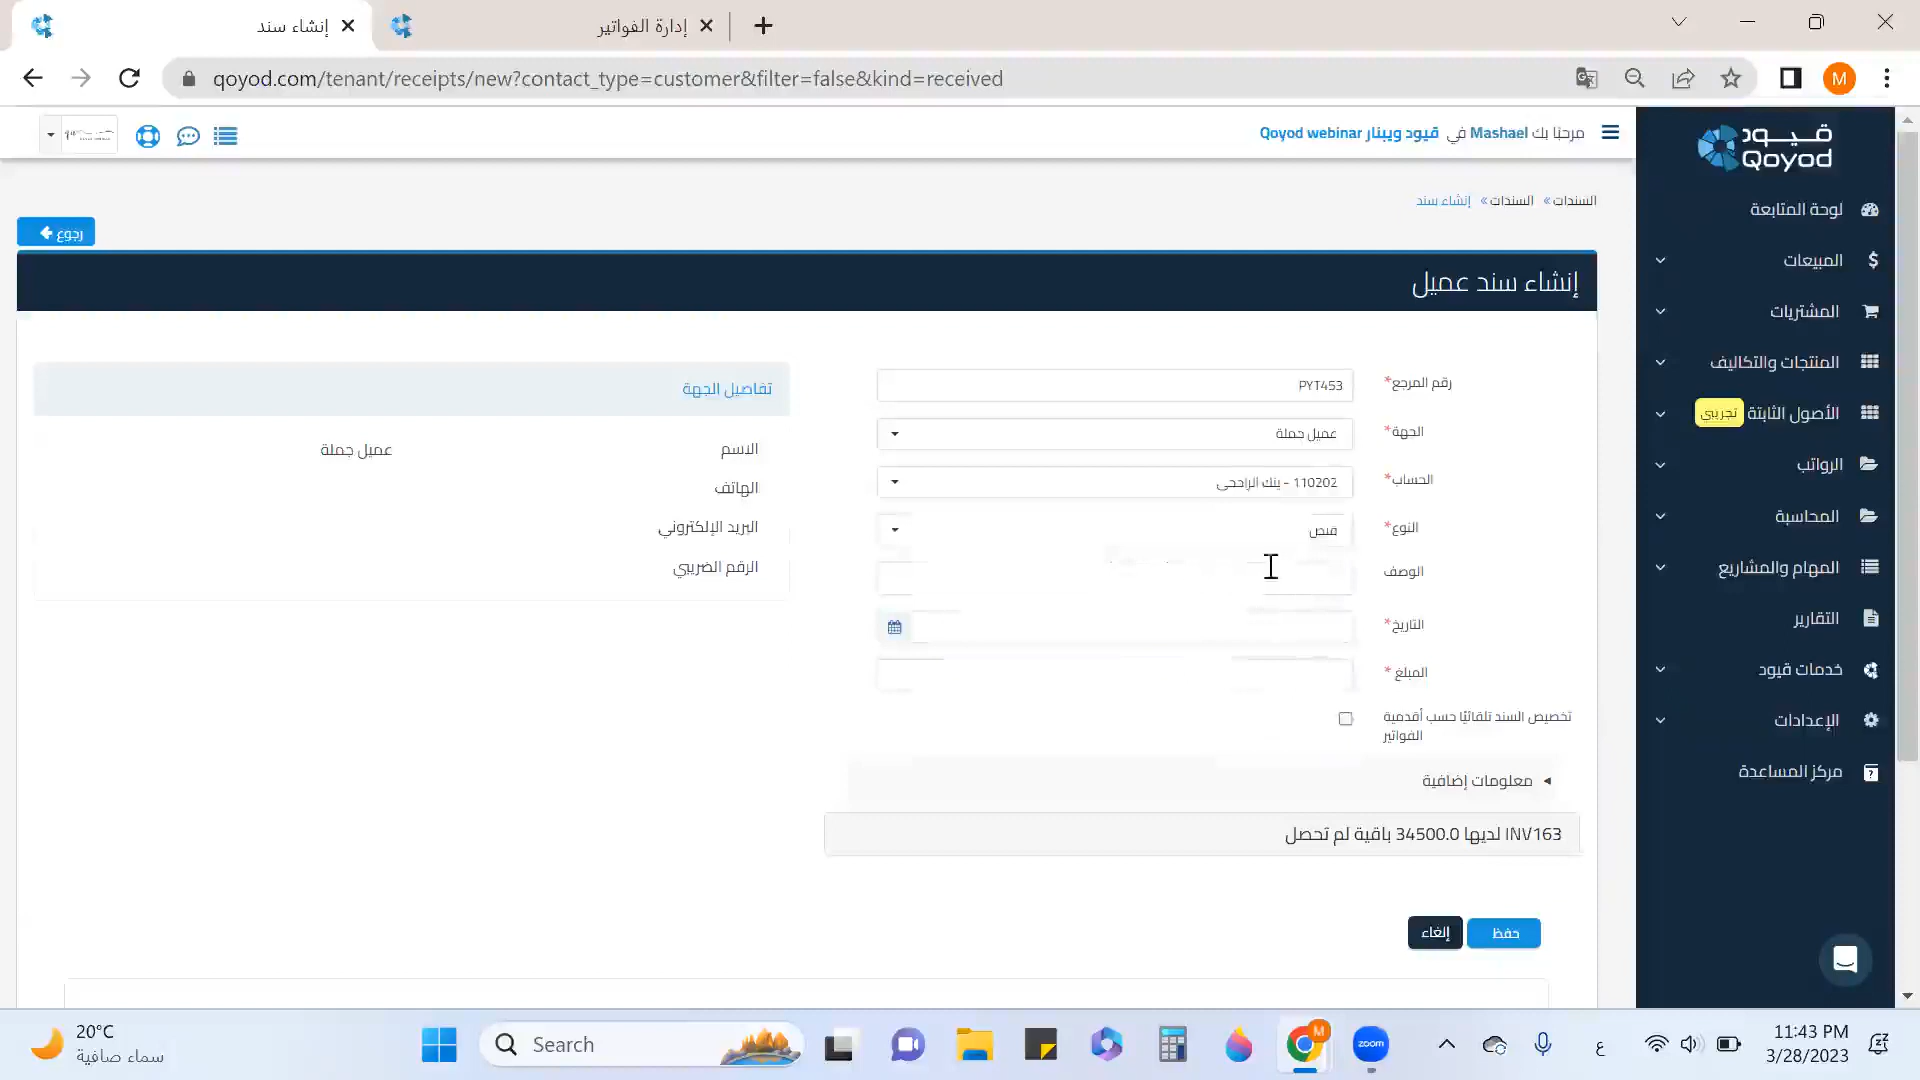 إنشاء سند
إدارة الفواتير
qoyod.com/tenant/receipts/new?contact_type=customer&filter=false&kind=received
M
مرحبًا بك Mashael في قيود ويبنار Qoyod webinar
قيود
Qoyod
السندات » السندات » إنشاء سند
رجوع
إنشاء سند عميل
رقم المرجع*
PYT453
الجهة*
عميل جملة
الحساب*
110202 - بنك الراجحي
النوع*
قبض
الوصف
التاريخ*
المبلغ *
تخصيص السند تلقائيًا حسب أقدمية
الفواتير
معلومات إضافية
INV163 لديها 34500.0 باقية لم تحصل
حفظ
إلغاء
تفاصيل الجهة
الاسم
عميل جملة
الهاتف
البريد الإلكتروني
الرقم الضريبي
لوحة المتابعة
المبيعات
المشتريات
المنتجات والتكاليف
الأصول الثابتة تجريبي
الرواتب
المحاسبة
المهام والمشاريع
التقارير
خدمات قيود
الإعدادات
مركز المساعدة
20°C
سماء صافية
Search
M
zoom
ع
11:43 PM
3/28/2023